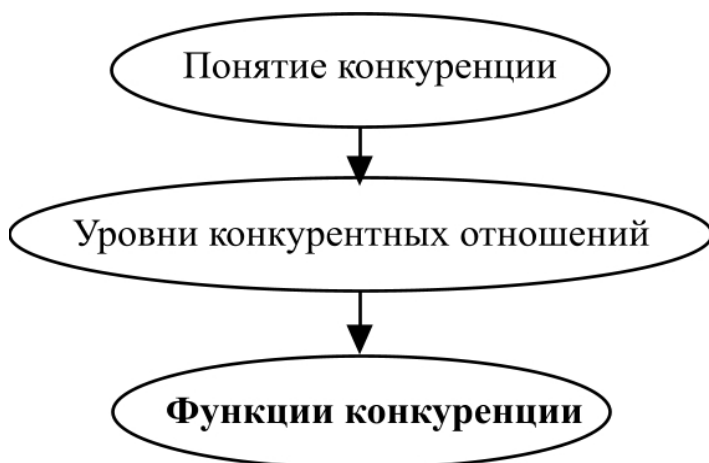 Понятие конкуренции
Уровни конкурентных отношений
Функции конкуренции